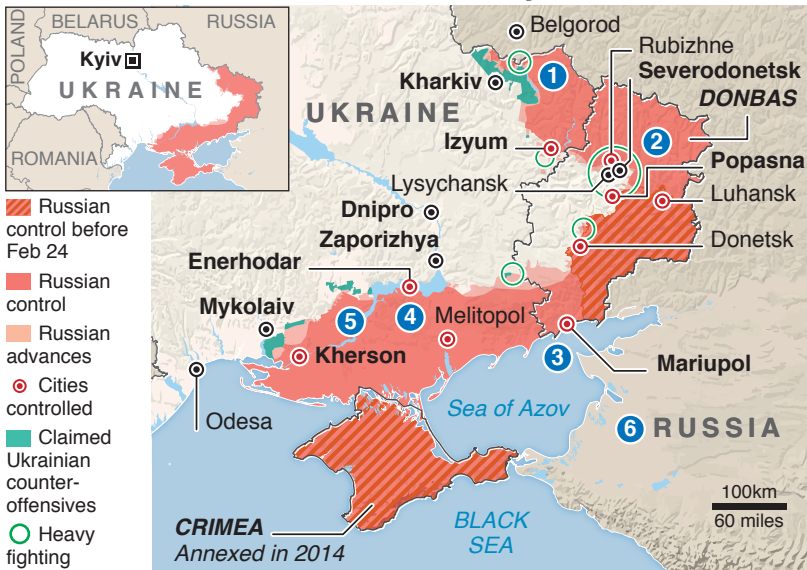 BELARUS
RUSSIA
POLAND
Kyiv
UKRAINE
ROMANIA
Belgorod
Rubizhne
Severodonetsk
DONBAS
Kharkiv
1
UKRAINE
2
Izyum
Popasna
Lysychansk
Luhansk
Dnipro
Zaporizhya
Donetsk
Enerhodar
Mykolaiv
5
4
Melitopol
Kherson
3
Mariupol
Odesa
Sea of Azov
6
RUSSIA
100km
60 miles
CRIMEA
Annexed in 2014
BLACK
SEA
Russian
control before
Feb 24
Russian
control
Russian
advances
Cities
controlled
Claimed
Ukrainian
counter-
offensives
Heavy
fighting